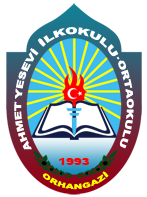 AHMET YESEVİ İLKOKULU-ORTAOKULU
1993
ORHANGAZİ